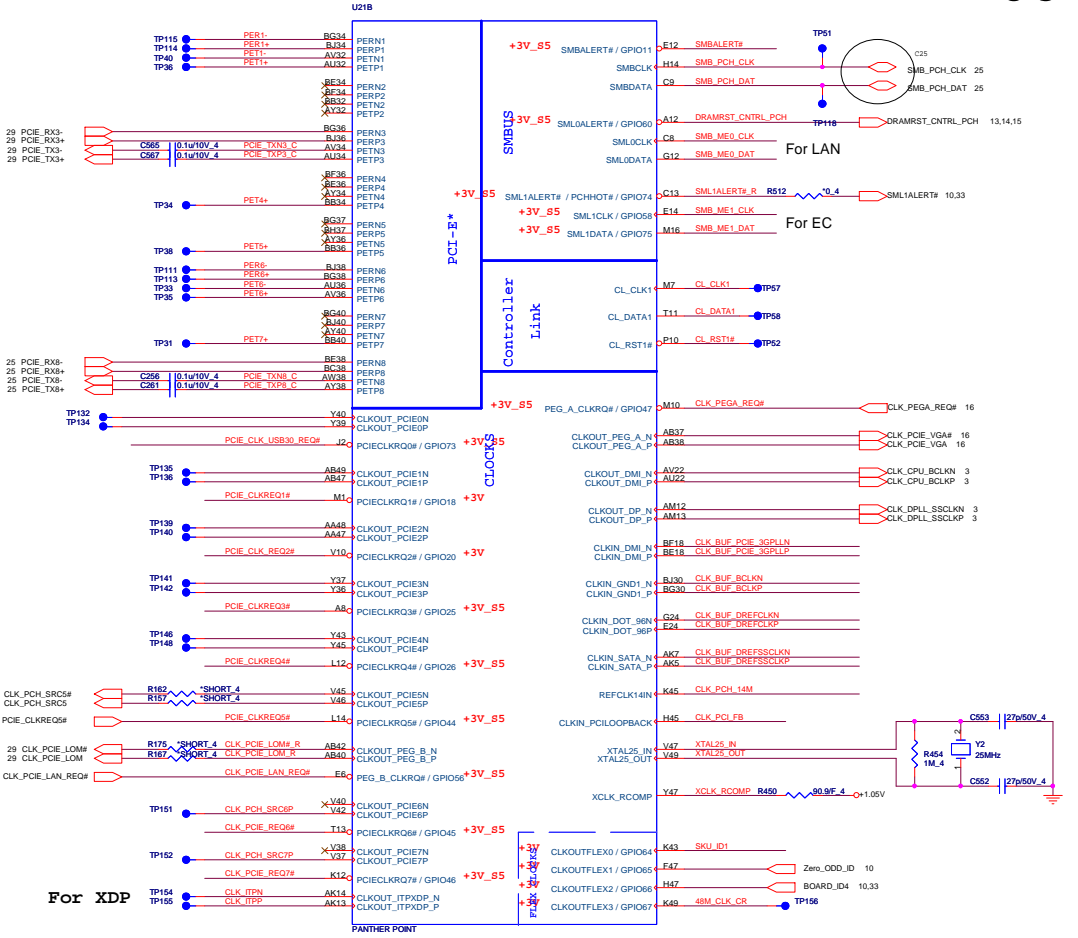 U21B
TP115 PER1- BG34 PERN1
TP114 PER1+ BJ34 PERP1
TP40 PET1- AV32 PETN1
TP36 PET1+ AU32 PETP1
BE34 PERN2
BF34 PERP2
BB32 PETN2
AY32 PETP2
29 PCIE_RX3- BG36 PERN3
29 PCIE_RX3+ BJ36 PERP3
29 PCIE_TX3- C565 0.1u/10V_4 PCIE_TXN3_C AV34 PETN3
29 PCIE_TX3+ C567 0.1u/10V_4 PCIE_TXP3_C AU34 PETP3
BF36 PERN4
BE36 PERP4
AY34 PETN4
TP34 PET4+ BB34 PETP4
BG37 PERN5
BH37 PERP5
AY36 PETN5
TP38 PET5+ BB36 PETP5
TP111 PER6- BJ38 PERN6
TP113 PER6+ BG38 PERP6
TP33 PET6- AU36 PETN6
TP35 PET6+ AV36 PETP6
BG40 PERN7
BJ40 PERP7
AY40 PETN7
TP31 PET7+ BB40 PETP7
25 PCIE_RX8- BE38 PERN8
25 PCIE_RX8+ BC38 PERP8
25 PCIE_TX8- C256 0.1u/10V_4 PCIE_TXN8_C AW38 PETN8
25 PCIE_TX8+ C261 0.1u/10V_4 PCIE_TXP8_C AY38 PETP8
PCI-E*
TP132 Y40 CLKOUT_PCIE0N
TP134 Y39 CLKOUT_PCIE0P
PCIE_CLK_USB30_REQ# J2 PCIECLKRQ0# / GPIO73 +3V_S5
TP135 AB49 CLKOUT_PCIE1N
TP136 AB47 CLKOUT_PCIE1P
PCIE_CLKREQ1# M1 PCIECLKRQ1# / GPIO18 +3V
TP139 AA48 CLKOUT_PCIE2N
TP140 AA47 CLKOUT_PCIE2P
PCIE_CLK_REQ2# V10 PCIECLKRQ2# / GPIO20 +3V
TP141 Y37 CLKOUT_PCIE3N
TP142 Y36 CLKOUT_PCIE3P
PCIE_CLKREQ3# A8 PCIECLKRQ3# / GPIO25 +3V_S5
TP146 Y43 CLKOUT_PCIE4N
TP148 Y45 CLKOUT_PCIE4P
PCIE_CLKREQ4# L12 PCIECLKRQ4# / GPIO26 +3V_S5
CLK_PCH_SRC5# R162 *SHORT_4 V45 CLKOUT_PCIE5N
CLK_PCH_SRC5 R157 *SHORT_4 V46 CLKOUT_PCIE5P
PCIE_CLKREQ5# PCIE_CLKREQ5# L14 PCIECLKRQ5# / GPIO44 +3V_S5
29 CLK_PCIE_LOM# R175 *SHORT_4 CLK_PCIE_LOM#_R AB42 CLKOUT_PEG_B_N
29 CLK_PCIE_LOM R167 *SHORT_4 CLK_PCIE_LOM_R AB40 CLKOUT_PEG_B_P
CLK_PCIE_LAN_REQ# CLK_PCIE_LAN_REQ# E6 PEG_B_CLKRQ# / GPIO56 +3V_S5
V40 CLKOUT_PCIE6N
TP151 CLK_PCH_SRC6P V42 CLKOUT_PCIE6P
PCIE_CLK_REQ6# T13 PCIECLKRQ6# / GPIO45 +3V_S5
V38 CLKOUT_PCIE7N
TP152 CLK_PCH_SRC7P V37 CLKOUT_PCIE7P
PCIE_CLK_REQ7# K12 PCIECLKRQ7# / GPIO46 +3V_S5
For XDP
TP154 CLK_ITPN AK14 CLKOUT_ITPXDP_N
TP155 CLK_ITPP AK13 CLKOUT_ITPXDP_P
PANTHER POINT
SMBUS
+3V_S5 SMBALERT# / GPIO11 E12 SMBALERT#
SMBCLK H14 SMB_PCH_CLK
SMBDATA C9 SMB_PCH_DAT
TP51
C25
SMB_PCH_CLK 25
SMB_PCH_DAT 25
TP118
+3V_S5 SML0ALERT# / GPIO60 A12 DRAMRST_CNTRL_PCH DRAMRST_CNTRL_PCH 13,14,15
SML0CLK C8 SMB_ME0_CLK
SML0DATA G12 SMB_ME0_DAT
For LAN
+3V_S5 SML1ALERT# / PCHHOT# / GPIO74 C13 SML1ALERT#_R R512 *0_4 SML1ALERT# 10,33
+3V_S5 SML1CLK / GPIO58 E14 SMB_ME1_CLK
+3V_S5 SML1DATA / GPIO75 M16 SMB_ME1_DAT
For EC
Controller
Link
CL_CLK1 M7 CL_CLK1 TP57
CL_DATA1 T11 CL_DATA1 TP58
CL_RST1# P10 CL_RST1# TP52
CLOCKS
+3V_S5 PEG_A_CLKRQ# / GPIO47 M10 CLK_PEGA_REQ# CLK_PEGA_REQ# 16
CLKOUT_PEG_A_N AB37 CLK_PCIE_VGA# 16
CLKOUT_PEG_A_P AB38 CLK_PCIE_VGA 16
CLKOUT_DMI_N AV22 CLK_CPU_BCLKN 3
CLKOUT_DMI_P AU22 CLK_CPU_BCLKP 3
CLKOUT_DP_N AM12 CLK_DPLL_SSCLKN 3
CLKOUT_DP_P AM13 CLK_DPLL_SSCLKP 3
CLKIN_DMI_N BF18 CLK_BUF_PCIE_3GPLLN
CLKIN_DMI_P BE18 CLK_BUF_PCIE_3GPLLP
CLKIN_GND1_N BJ30 CLK_BUF_BCLKN
CLKIN_GND1_P BG30 CLK_BUF_BCLKP
CLKIN_DOT_96N G24 CLK_BUF_DREFCLKN
CLKIN_DOT_96P E24 CLK_BUF_DREFCLKP
CLKIN_SATA_N AK7 CLK_BUF_DREFSSCLKN
CLKIN_SATA_P AK5 CLK_BUF_DREFSSCLKP
REFCLK14IN K45 CLK_PCH_14M
CLKIN_PCILOOPBACK H45 CLK_PCI_FB
XTAL25_IN V47 XTAL25_IN
XTAL25_OUT V49 XTAL25_OUT
C553 27p/50V_4
R454
1M_4
2
1
Y2
25MHz
C552 27p/50V_4
XCLK_RCOMP Y47 XCLK_RCOMP R450 90.9/F_4 +1.05V
FLEX CLOCKS
+3V CLKOUTFLEX0 / GPIO64 K43 SKU_ID1
+3V CLKOUTFLEX1 / GPIO65 F47 Zero_ODD_ID 10
+3V CLKOUTFLEX2 / GPIO66 H47 BOARD_ID4 10,33
+3V CLKOUTFLEX3 / GPIO67 K49 48M_CLK_CR TP156